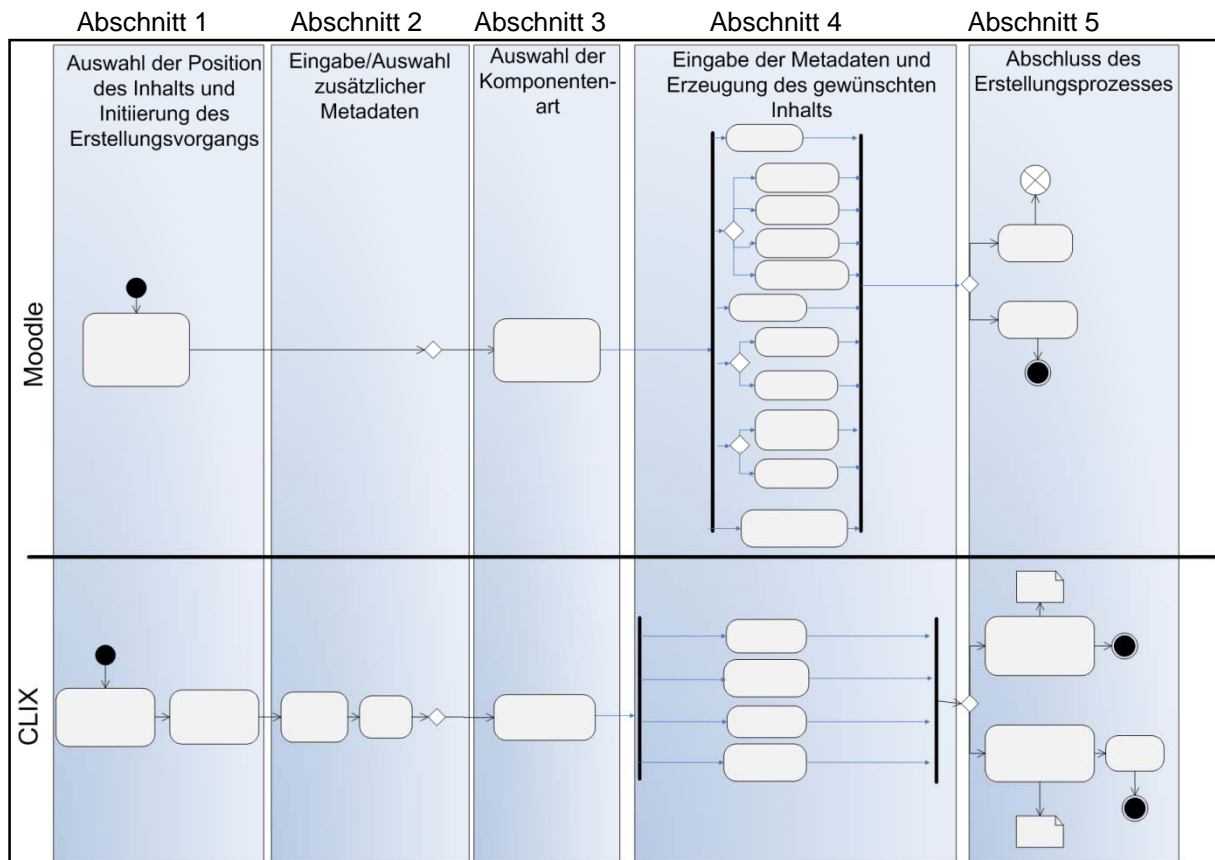 Abschnitt 1
Abschnitt 2
Abschnitt 3
Abschnitt 4
Abschnitt 5
Auswahl der Position
des Inhalts und
Initiierung des
Erstellungsvorgangs
Eingabe/Auswahl
zusätzlicher
Metadaten
Auswahl der
Komponenten-
art
Eingabe der Metadaten und
Erzeugung des gewünschten
Inhalts
Abschluss des
Erstellungsprozesses
Moodle
CLIX